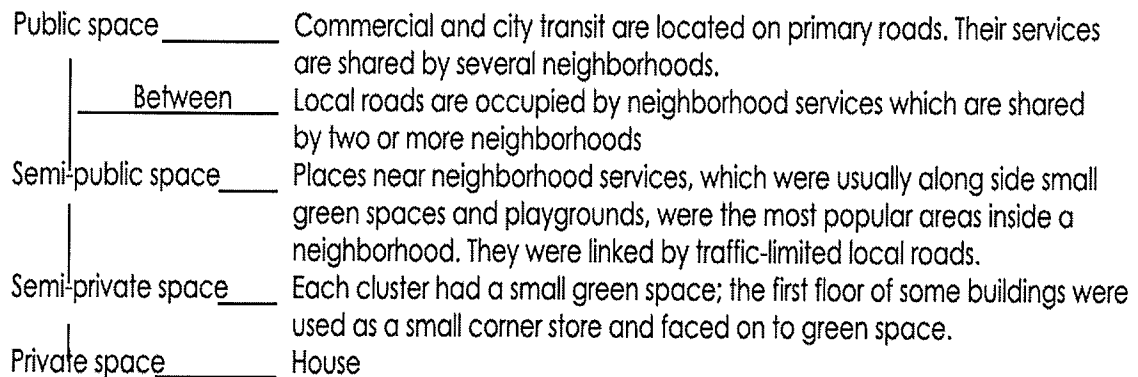 Public space Commercial and city transit are located on primary roads. Their services
are shared by several neighborhoods.
Between Local roads are occupied by neighborhood services which are shared
by two or more neighborhoods
Semi-public space Places near neighborhood services, which were usually along side small
green spaces and playgrounds, were the most popular areas inside a
neighborhood. They were linked by traffic-limited local roads.
Semi-private space Each cluster had a small green space; the first floor of some buildings were
used as a small corner store and faced on to green space.
Private space House